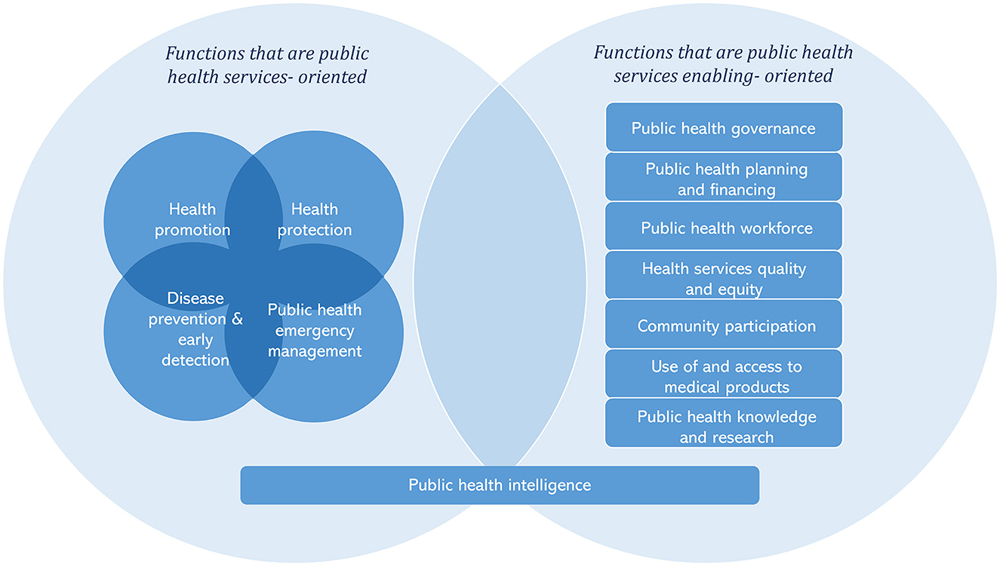 Functions that are public
health services- oriented
Health
promotion
Health
protection
Disease
prevention &
early
detection
Public health
emergency
management
Functions that are public health
services enabling- oriented
Public health governance
Public health planning
and financing
Public health workforce
Health services quality
and equity
Community participation
Use of and access to
medical products
Public health knowledge
and research
Public health intelligence